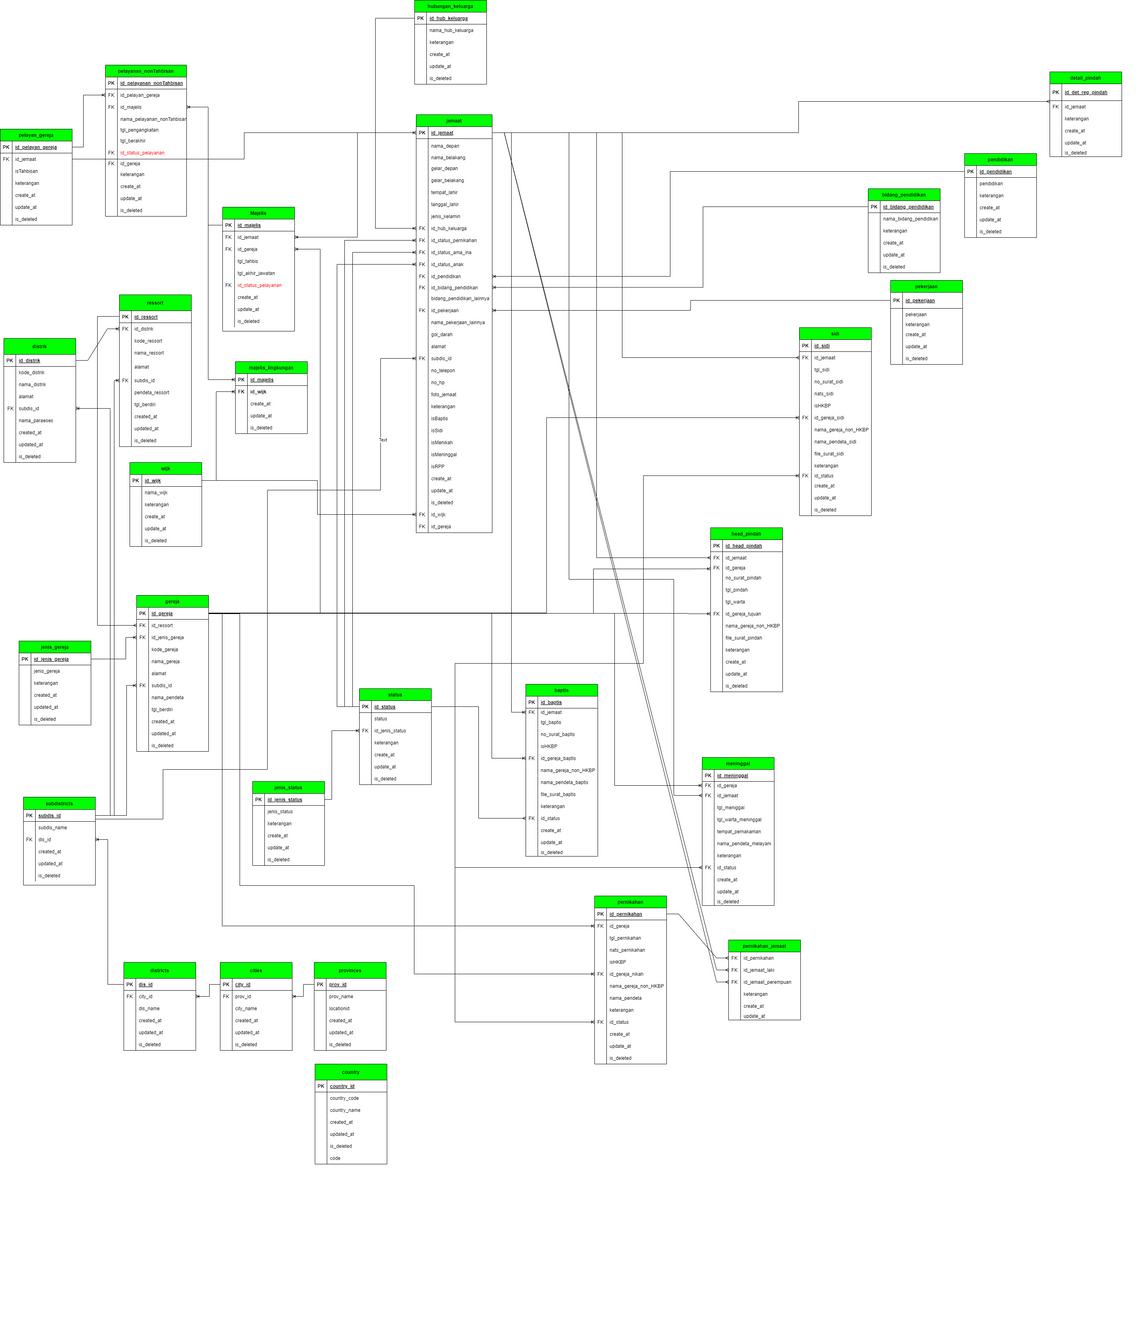 hubungan_keluarga
PK id_hub_keluarga
nama_hub_keluarga
keterangan
create_at
update_at
is_deleted
pelayanan_nonTahbisan
PK id_pelayanan_nonTahbisan
FK id_pelayan_gereja
FK id_majelis
nama_pelayanan_nonTahbisan
tgl_pengangkatan
tgl_berakhir
FK id_status_pelayanan
FK id_gereja
keterangan
create_at
update_at
is_deleted
detail_pindah
PK id_det_reg_pindah
FK id_jemaat
keterangan
create_at
update_at
is_deleted
pelayan_gereja
PK id_pelayan_gereja
FK id_jemaat
isTahbisan
keterangan
create_at
update_at
is_deleted
jemaat
PK id_jemaat
nama_depan
nama_belakang
gelar_depan
gelar_belakang
tempat_lahir
tanggal_lahir
jenis_kelamin
FK id_hub_keluarga
FK id_status_pernikahan
FK id_status_ama_ina
FK id_status_anak
FK id_pendidikan
FK id_bidang_pendidikan
bidang_pendidikan_lainnya
FK id_pekerjaan
nama_pekerjaan_lainnya
gol_darah
alamat
FK subdis_id
no_telepon
no_hp
foto_jemaat
keterangan
isBaptis
isSidi
isMenikah
isMeninggal
isRPP
create_at
update_at
is_deleted
FK id_wijk
FK id_gereja
pendidikan
PK id_pendidikan
pendidikan
keterangan
create_at
update_at
is_deleted
bidang_pendidikan
PK id_bidang_pendidikan
nama_bidang_pendidikan
keterangan
create_at
update_at
is_deleted
Majelis
PK id_majelis
FK id_jemaat
FK id_gereja
tgl_tahbis
tgl_akhir_jawatan
FK id_status_pelayanan
create_at
update_at
is_deleted
pekerjaan
PK id_pekerjaan
pekerjaan
keterangan
create_at
update_at
is_deleted
ressort
PK id_ressort
FK id_distrik
kode_ressort
nama_ressort
alamat
FK subdis_id
pendeta_ressort
tgl_berdiri
created_at
updated_at
is_deleted
sidi
PK id_sidi
FK id_jemaat
tgl_sidi
no_surat_sidi
nats_sidi
isHKBP
FK id_gereja_sidi
nama_gereja_non_HKBP
nama_pendeta_sidi
file_surat_sidi
keterangan
FK id_status
create_at
update_at
is_deleted
distrik
PK id_distrik
kode_distrik
nama_distrik
alamat
FK subdis_id
nama_paraeses
created_at
updated_at
is_deleted
majelis_lingkungan
PK id_majelis
FK id_wijk
create_at
update_at
is_deleted
Text
wijk
PK id_wijk
nama_wijk
keterangan
create_at
update_at
is_deleted
head_pindah
PK id_head_pindah
FK id_jemaat
FK id_gereja
no_surat_pindah
tgl_pindah
tgl_warta
FK id_gereja_tujuan
nama_gereja_non_HKBP
file_surat_pindah
keterangan
create_at
update_at
is_deleted
gereja
PK id_gereja
FK id_ressort
FK id_jenis_gereja
kode_gereja
nama_gereja
alamat
FK subdis_id
nama_pendeta
tgl_berdiri
created_at
updated_at
is_deleted
jenis_gereja
PK id_jenis_gereja
jenis_gereja
keterangan
created_at
updated_at
is_deleted
status
PK id_status
status
FK id_jenis_status
keterangan
create_at
update_at
is_deleted
baptis
PK id_baptis
FK id_jemaat
tgl_baptis
no_surat_baptis
isHKBP
FK id_gereja_baptis
nama_gereja_non_HKBP
nama_pendeta_baptis
file_surat_baptis
keterangan
FK id_status
create_at
update_at
is_deleted
meninggal
PK id_meninggal
FK id_gereja
FK id_jemaat
tgl_meniggal
tgl_warta_meninggal
tempat_pemakaman
nama_pendeta_melayani
keterangan
FK id_status
create_at
update_at
is_deleted
jenis_status
PK id_jenis_status
jenis_status
keterangan
create_at
update_at
is_deleted
subdistricts
PK subdis_id
subdis_name
FK dis_id
created_at
updated_at
is_deleted
pernikahan
PK id_pernikahan
FK id_gereja
tgl_pernikahan
nats_pernikahan
isHKBP
FK id_gereja_nikah
nama_gereja_non_HKBP
nama_pendeta
keterangan
FK id_status
create_at
update_at
is_deleted
pernikahan_jemaat
FK id_pernikahan
FK id_jemaat_laki
FK id_jemaat_perempuan
keterangan
create_at
update_at
districts
PK dis_id
FK city_id
dis_name
created_at
updated_at
is_deleted
cities
PK city_id
FK prov_id
city_name
created_at
updated_at
is_deleted
provinces
PK prov_id
prov_name
locationid
created_at
updated_at
is_deleted
country
PK country_id
country_code
country_name
created_at
updated_at
is_deleted
code